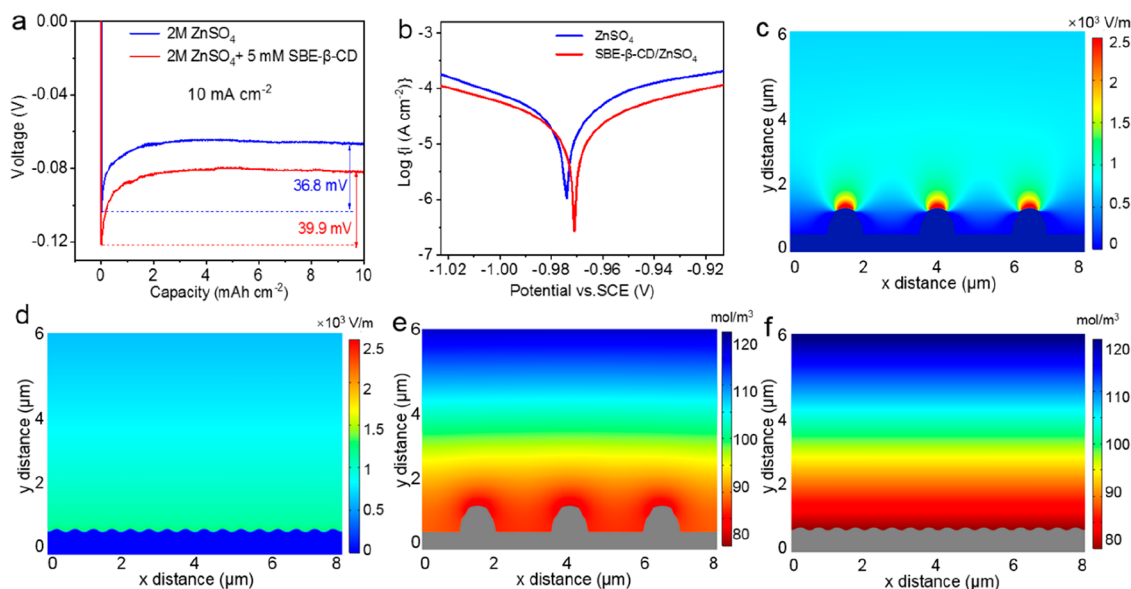 a
0.00
-0.04
-0.08
-0.12
Voltage (V)
2M ZnSO₄
2M ZnSO₄+ 5 mM SBE-β-CD
10 mA cm⁻²
36.8 mV
39.9 mV
0 2 4 6 8 10
Capacity (mAh cm⁻²)
b
-3
-4
-5
-6
-7
Log {i (A cm⁻²)}
ZnSO₄
SBE-β-CD/ZnSO₄
-1.02 -1.00 -0.98 -0.96 -0.94 -0.92
Potential vs.SCE (V)
c
×10³ V/m
6
4
2
0
y distance (µm)
0 2 4 6 8
x distance (µm)
2.5
2
1.5
1
0.5
0
d
×10³ V/m
6
4
2
0
y distance (µm)
0 2 4 6 8
x distance (µm)
2.5
2
1.5
1
0.5
0
e
mol/m³
6
4
2
0
y distance (µm)
0 2 4 6 8
x distance (µm)
120
110
100
90
80
f
mol/m³
6
4
2
0
y distance (µm)
0 2 4 6 8
x distance (µm)
120
110
100
90
80